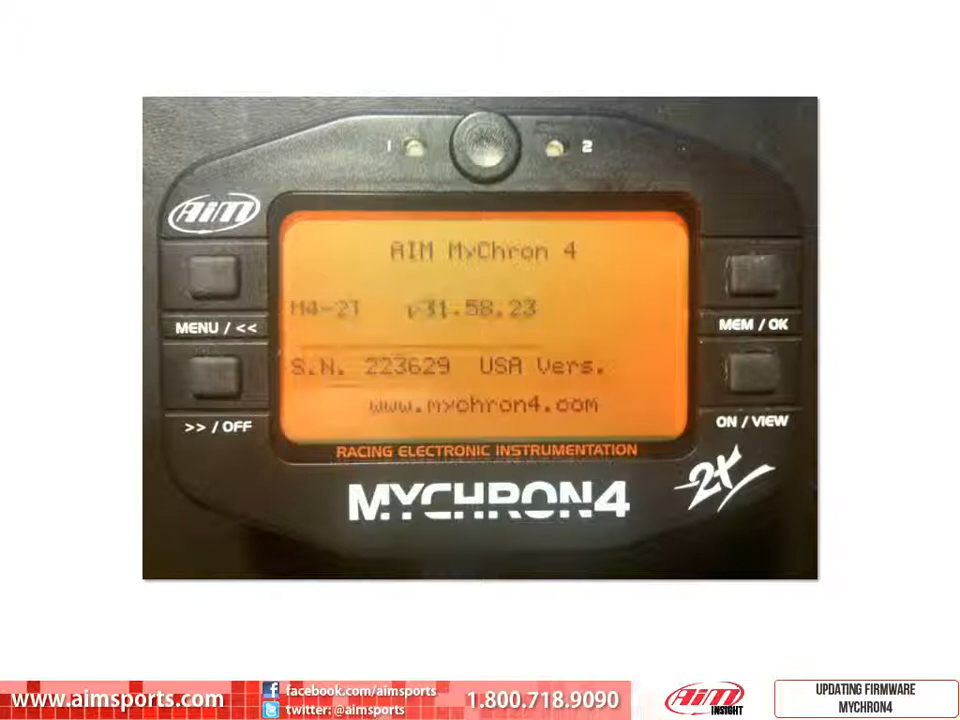 1
2
AIM
AIM MyChron 4
M4-2T v31.58.23
S.N. 223629 USA Vers.
www.mychron4.com
MENU / <<
>> / OFF
MEM / OK
ON / VIEW
RACING ELECTRONIC INSTRUMENTATION
MYCHRON4
2X
www.aimsports.com
facebook.com/aimsports
twitter: @aimsports
1.800.718.9090
AIM
INSIGHT
UPDATING FIRMWARE
MYCHRON4